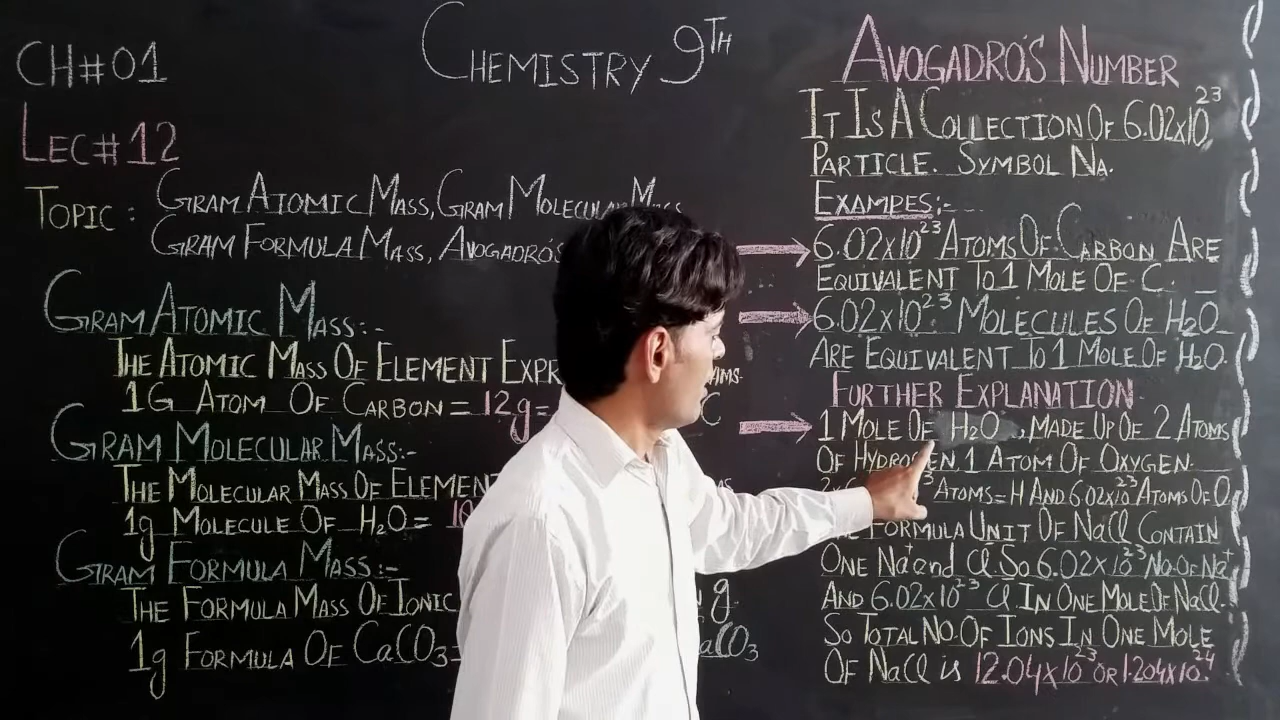 CH#01
CHEMISTRY 9TH
LEC#12
TOPIC: GRAM ATOMIC MASS, GRAM MOLECULAR M
GRAM FORMULA MASS, AVOGADRO'S
GRAM ATOMIC MASS:-
THE ATOMIC MASS OF ELEMENT EXPR AMS.
1G ATOM OF CARBON = 12g = C
GRAM MOLECULAR MASS:-
THE MOLECULAR MASS OF ELEMENT
1g MOLECULE OF H2O =
GRAM FORMULA MASS:-
THE FORMULA MASS OF IONIC g.
1g FORMULA OF CaCO3= aCO3
AVOGADRO'S NUMBER
IT IS A COLLECTION OF 6.02x10^23
PARTICLE. SYMBOL NA.
EXAMPES:-
6.02x10^23 ATOMS OF CARBON ARE
EQUIVALENT TO 1 MOLE OF C.
6.02x10^23 MOLECULES OF H2O
ARE EQUIVALENT TO 1 MOLE OF H2O.
FURTHER EXPLANATION
1 MOLE OF H2O, MADE UP OF 2 ATOMS
OF HYDROGEN 1 ATOM OF OXYGEN.
ATOMS=H AND 6.02x10^23 ATOMS OF O.
FORMULA UNIT OF NaCl CONTAIN
ONE Na+ and Cl SO 6.02x10^23 NO. OF Na+
AND 6.02x10^23 Cl IN ONE MOLE OF NaCl.
SO TOTAL NO. OF IONS IN ONE MOLE
OF NaCl is 12.04x10^23 OR 1.204x10^24.